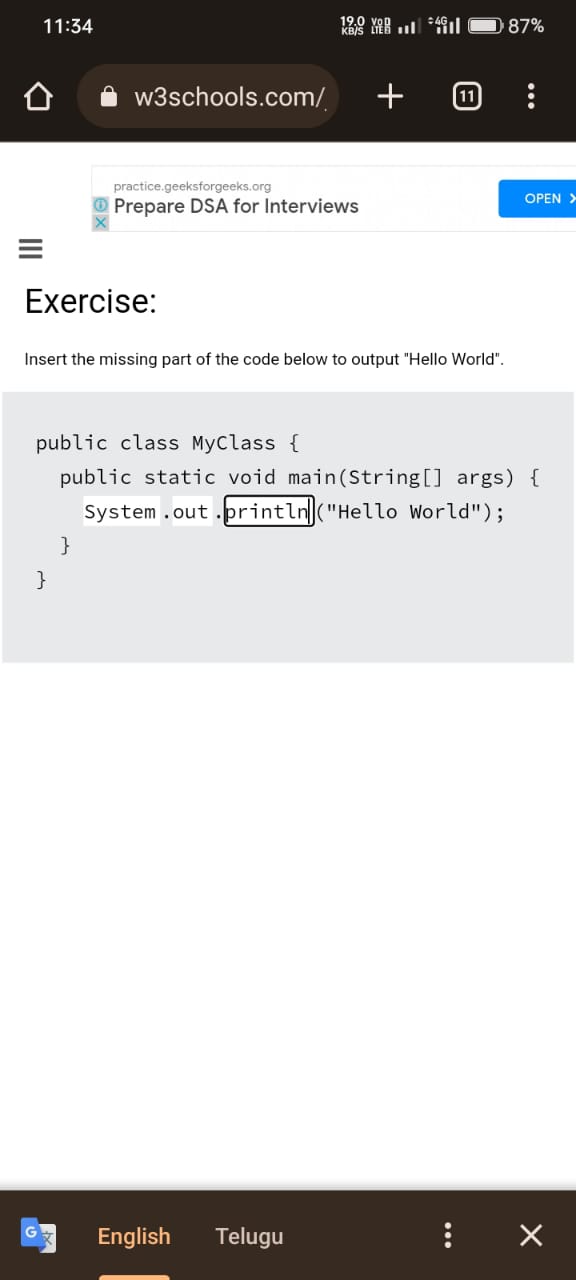 11:34
19.0 KB/S VoD LTE 4G 87%
w3schools.com/
11
practice.geeksforgeeks.org
Prepare DSA for Interviews
OPEN
Exercise:
Insert the missing part of the code below to output "Hello World".
public class MyClass {
public static void main(String[] args) {
System.out.println("Hello World");
}
}
G 文
English
Telugu